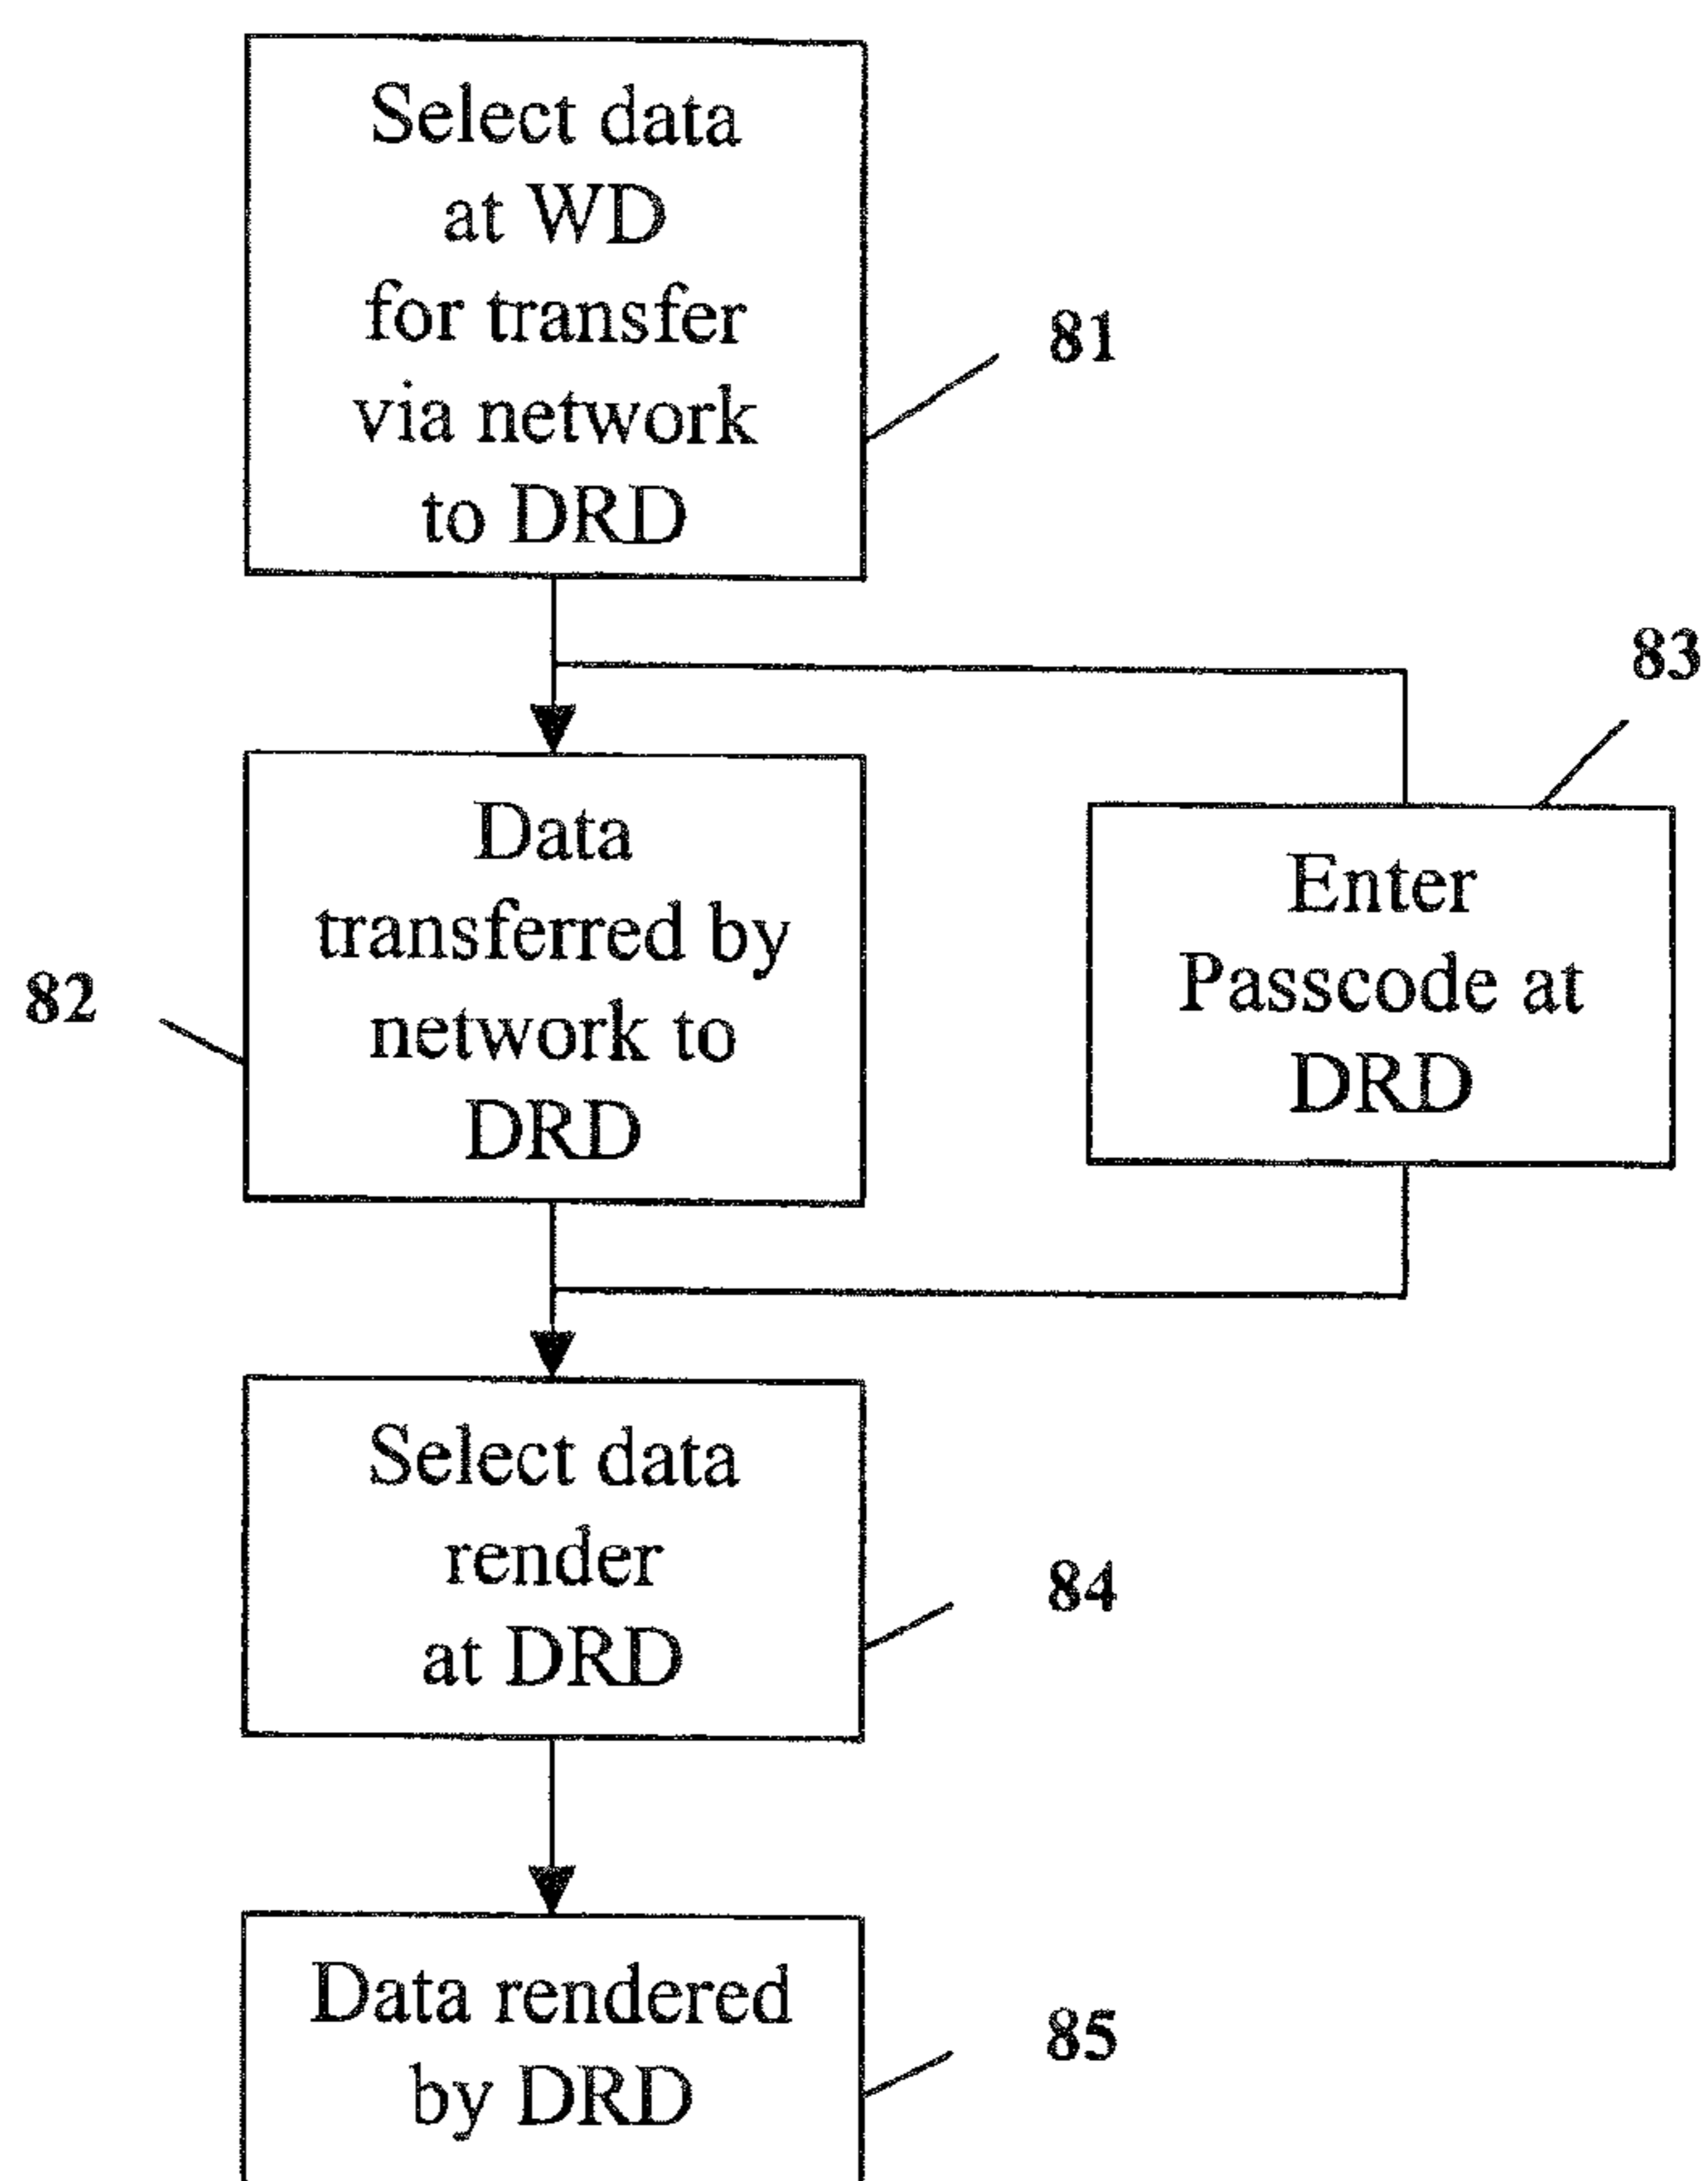 Select data
at WD
for transfer
via network
to DRD
81
83
Data
transferred by
network to
DRD
82
Enter
Passcode at
DRD
Select data
render
at DRD
84
Data rendered
by DRD
85